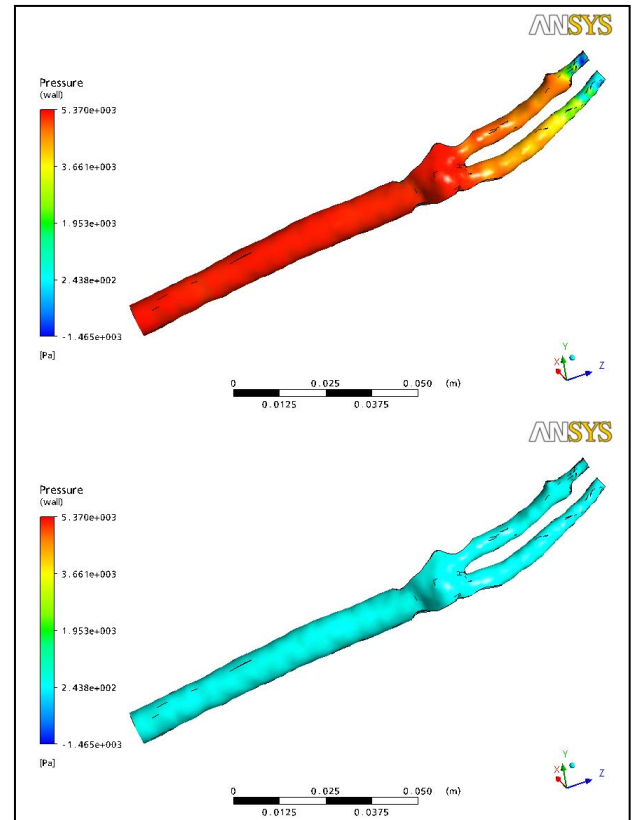 ANSYS
Pressure
(wall)
5.370e+003
3.661e+003
1.953e+003
2.438e+002
-1.465e+003
[Pa]
Y
X
Z
0 0.025 0.050 (m)
0.0125 0.0375
ANSYS
Pressure
(wall)
5.370e+003
3.661e+003
1.953e+003
2.438e+002
-1.465e+003
[Pa]
Y
X
Z
0 0.025 0.050 (m)
0.0125 0.0375